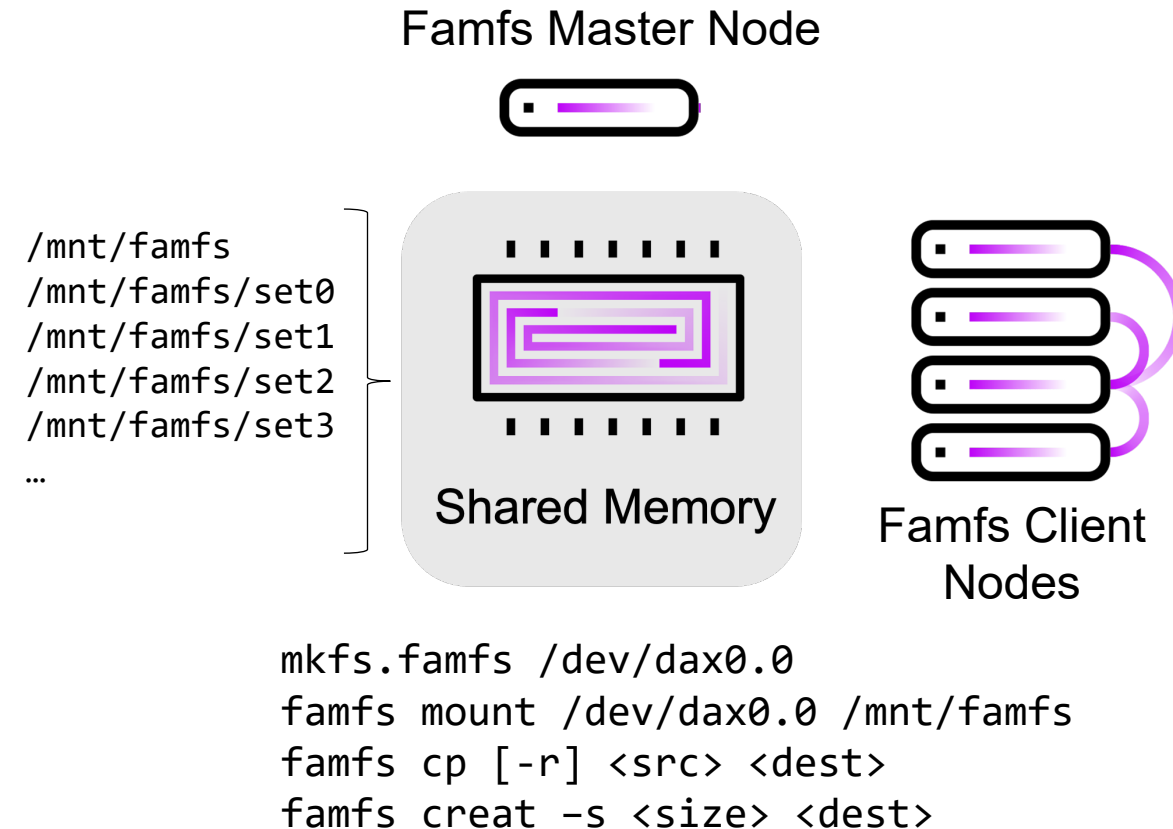 Famfs Master Node
/mnt/famfs
/mnt/famfs/set0
/mnt/famfs/set1
/mnt/famfs/set2
/mnt/famfs/set3
…
Shared Memory
Famfs Client
Nodes
mkfs.famfs /dev/dax0.0
famfs mount /dev/dax0.0 /mnt/famfs
famfs cp [-r] <src> <dest>
famfs creat –s <size> <dest>